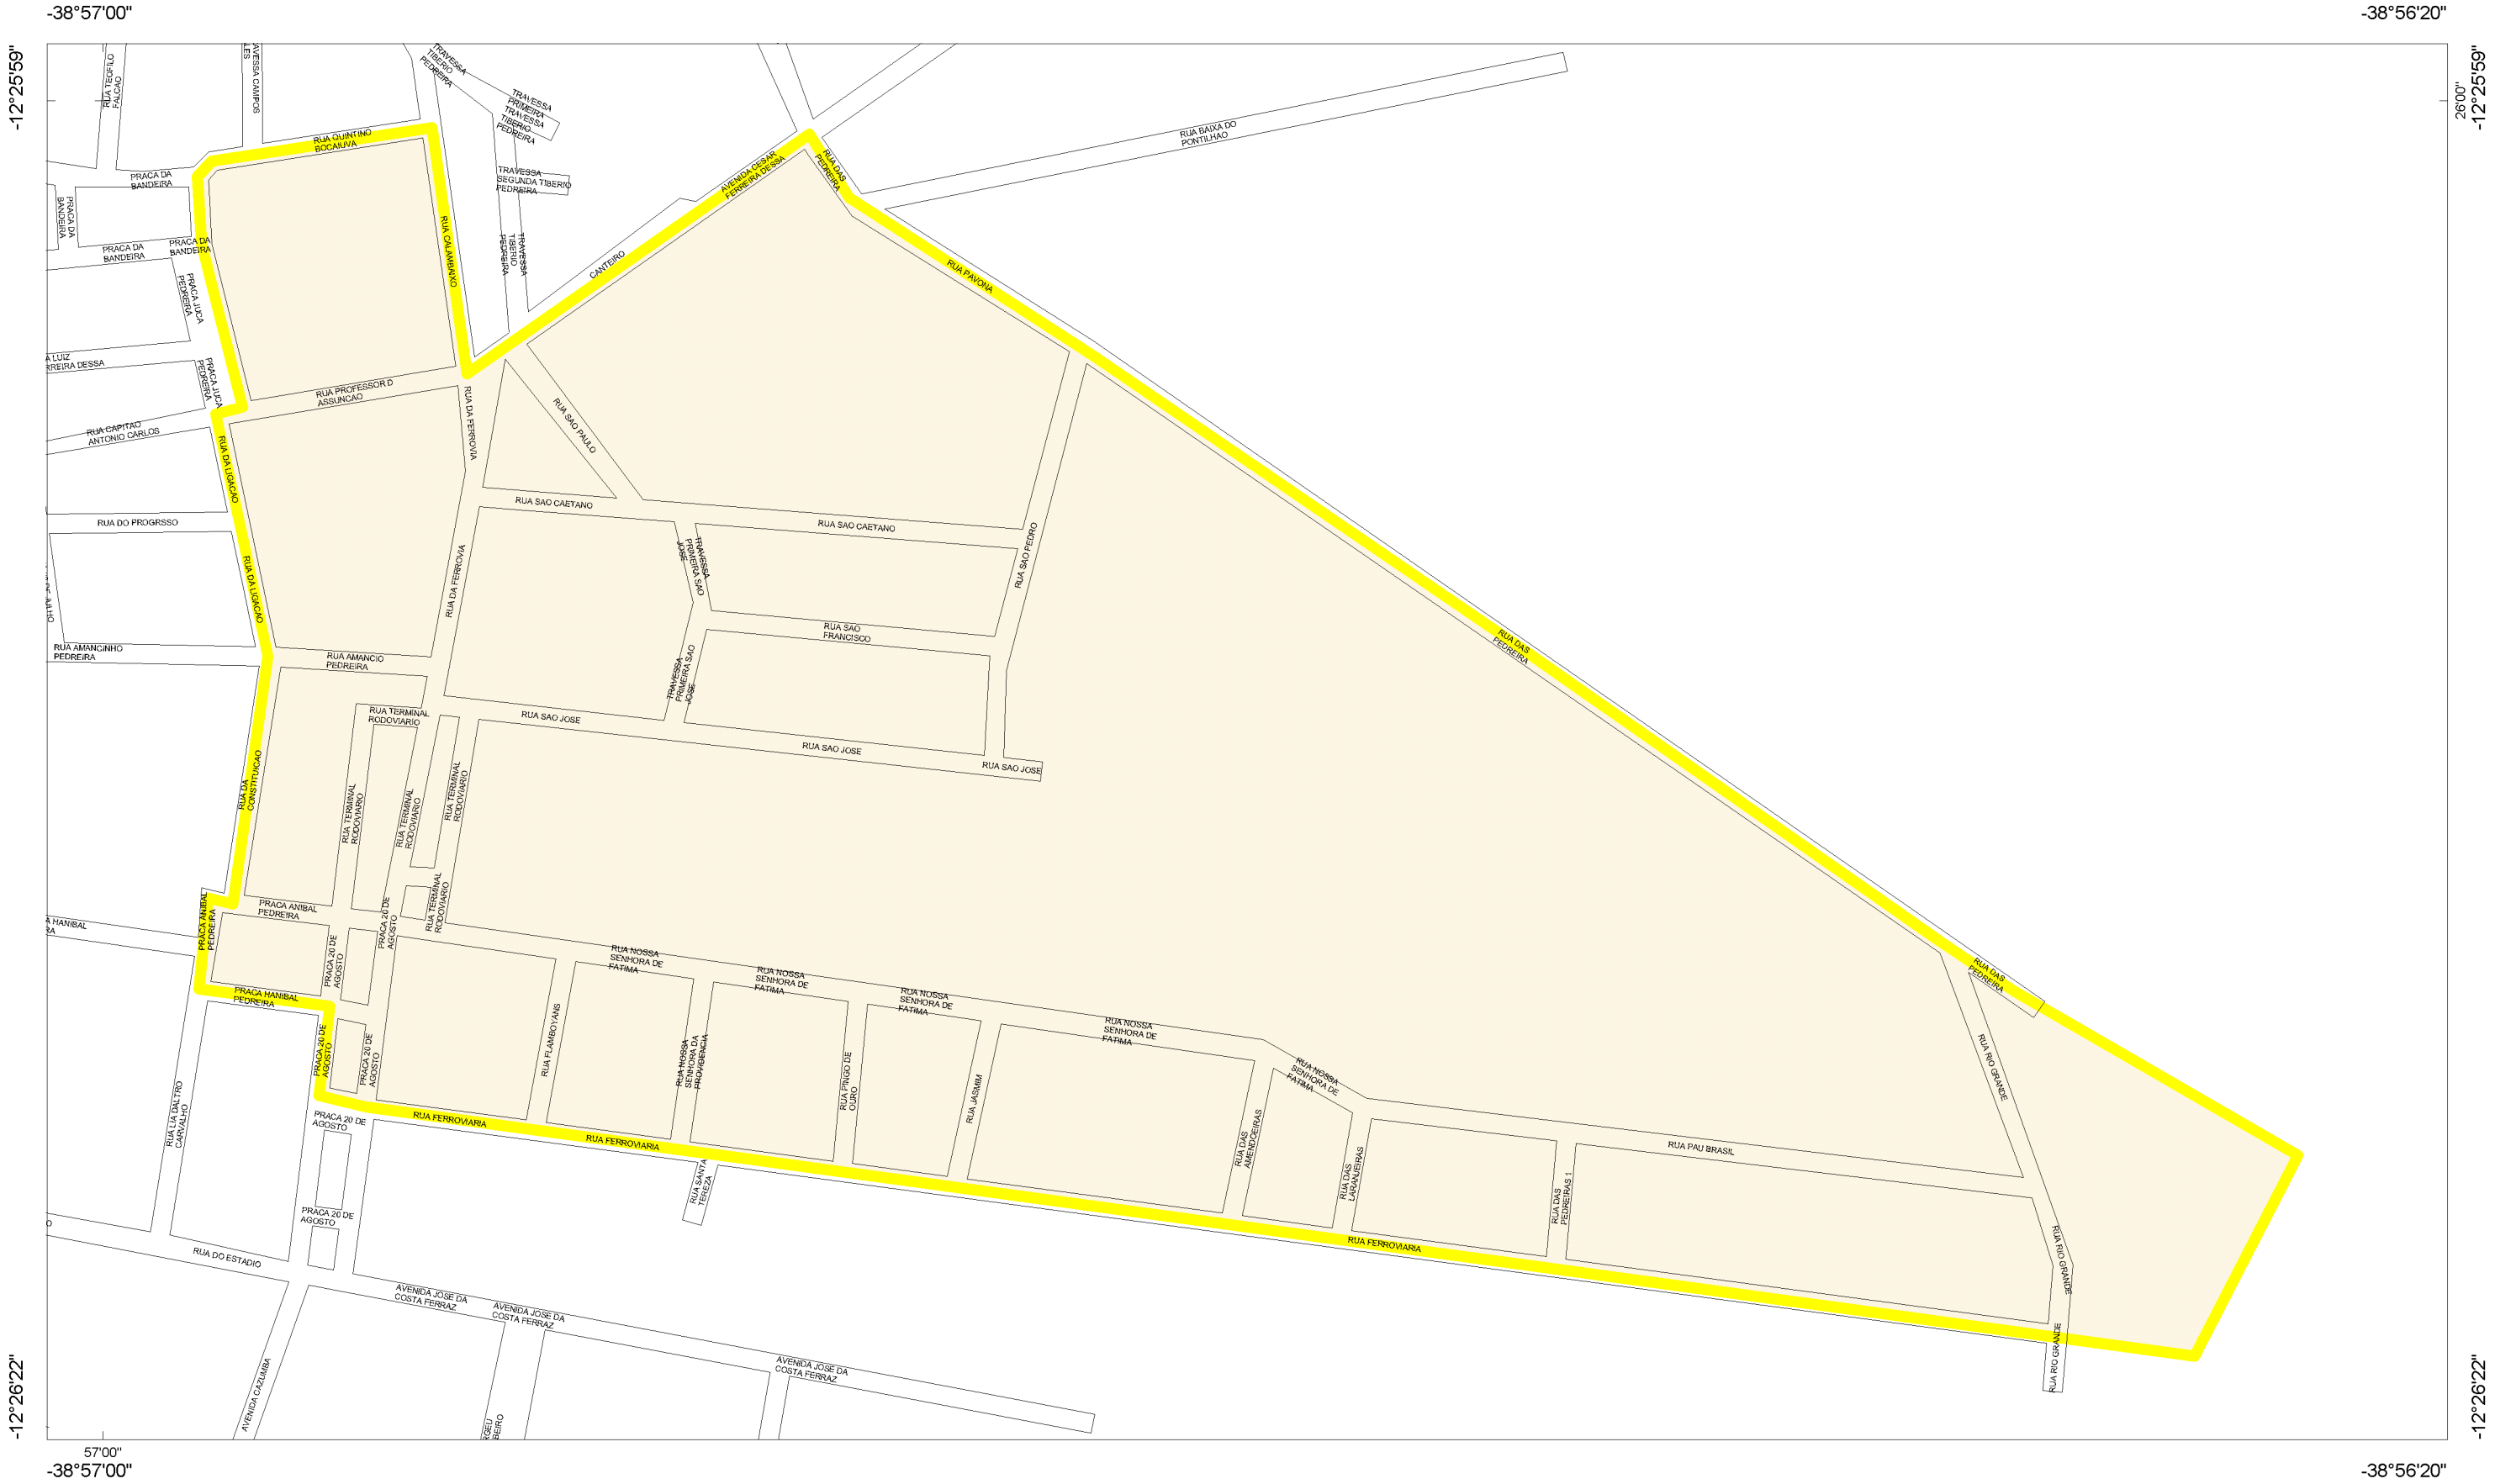 -38°57'00"
-38°56'20"
-12°25'59"
-12°25'59"
26'00"
RUA TEOFILO
FALCAO
TRAVESSA
TIBERIO
PEDREIRA
TRAVESSA
PRIMEIRA
TRAVESSA
TIBERIO
PEDREIRA
RUA QUINTINO
BOCAIUVA
RUA BAIXA DO
PONTILHAO
PRACA DA
BANDEIRA
TRAVESSA
SEGUNDA TIBERIO
PEDREIRA
AVENIDA CESAR
FERREIRA DESSA
RUA DAS
PEDREIRA
PRACA DA
BANDEIRA
PRACA DA
BANDEIRA
PRACA DA
BANDEIRA
RUA CALAMBAIXO
TRAVESSA
TIBERIO
PEDREIRA
CANTEIRO
RUA PAVONA
PRACA JUCA
PEDREIRA
A LUIZ
RREIRA DESSA
PRACA JUCA
PEDREIRA
RUA PROFESSOR D
ASSUNCAO
RUA DA FERROVIA
RUA SAO PAULO
RUA CAPITAO
ANTONIO CARLOS
RUA DA LIGACAO
RUA SAO CAETANO
RUA SAO CAETANO
RUA DO PROGRSSO
TRAVESSA
PRIMEIRA SAO
JOSE
RUA SAO PEDRO
RUA DA LIGACAO
RUA DA FERROVIA
RUA SAO
FRANCISCO
RUA DAS
PEDREIRA
RUA AMANCINHO
PEDREIRA
RUA AMANCIO
PEDREIRA
TRAVESSA
PRIMEIRA SAO
JOSE
RUA TERMINAL
RODOVIARIO
RUA SAO JOSE
RUA SAO JOSE
RUA SAO JOSE
RUA DA
CONSTITUICAO
RUA TERMINAL
RODOVIARIO
RUA TERMINAL
RODOVIARIO
RUA TERMINAL
RODOVIARIO
RUA TERMINAL
RODOVIARIO
PRACA ANIBAL
PEDREIRA
PRACA ANIBAL
PEDREIRA
A HANIBAL
RA
PRACA 20 DE
AGOSTO
PRACA 20 DE
AGOSTO
RUA NOSSA
SENHORA DE
FATIMA
RUA NOSSA
SENHORA DE
FATIMA
RUA NOSSA
SENHORA DE
FATIMA
RUA NOSSA
SENHORA DE
FATIMA
RUA NOSSA
SENHORA DE
FATIMA
RUA DAS
PEDREIRA
PRACA HANIBAL
PEDREIRA
PRACA 20 DE
AGOSTO
PRACA 20 DE
AGOSTO
RUA FLAMBOYANS
RUA NOSSA
SENHORA DA
PROVIDENCIA
RUA PINGO DE
OURO
RUA JASMIM
RUA DAS
AMENDOEIRAS
RUA DAS
LARANJEIRAS
RUA DAS
PEDREIRAS 1
RUA PAU BRASIL
RUA RIO GRANDE
RUA LIA DALTRO
CARVALHO
PRACA 20 DE
AGOSTO
RUA FERROVIARIA
RUA FERROVIARIA
RUA SANTA
TEREZA
PRACA 20 DE
AGOSTO
O
RUA DO ESTADIO
RUA FERROVIARIA
RUA RIO GRANDE
RUA RIO GRANDE
AVENIDA JOSE DA
COSTA FERRAZ
AVENIDA JOSE DA
COSTA FERRAZ
AVENIDA JOSE DA
COSTA FERRAZ
AVENIDA CAZUMBA
RGEU
BEIRO
-12°26'22"
-12°26'22"
57'00"
-38°57'00"
-38°56'20"